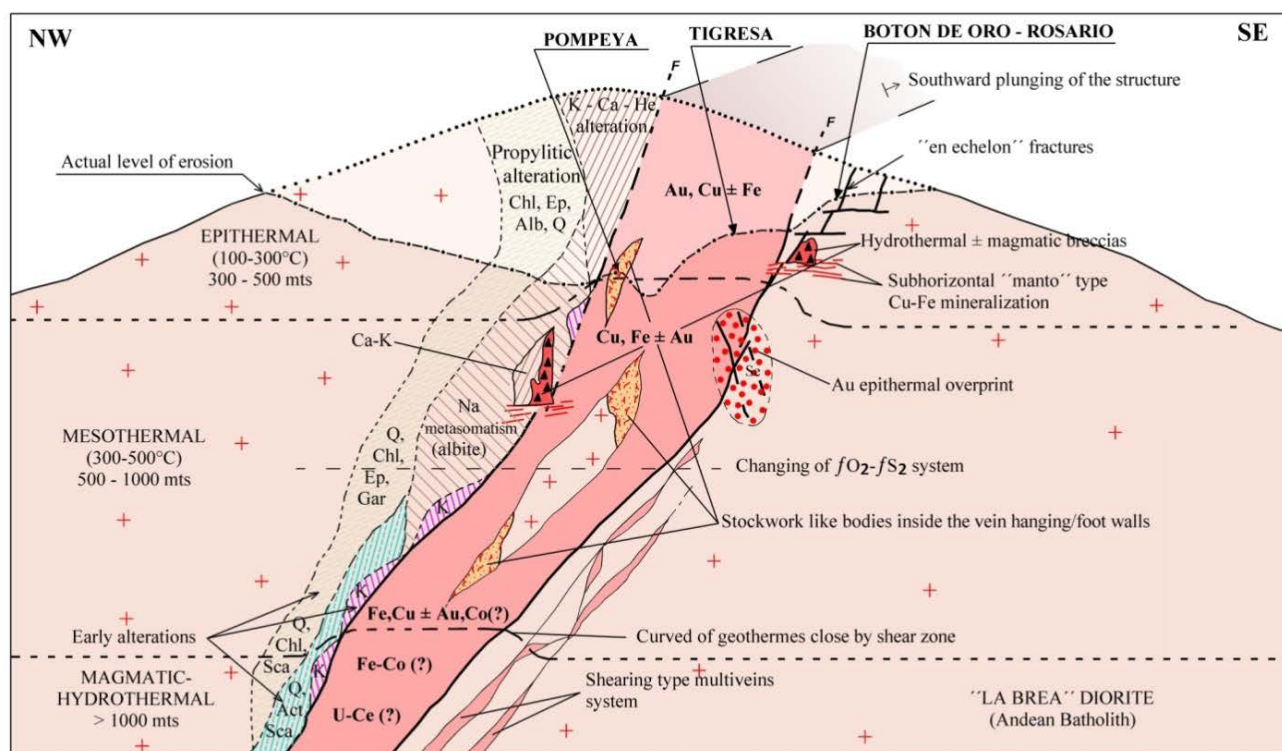 NW
POMPEYA
TIGRESA
BOTON DE ORO - ROSARIO
SE
F
Southward plunging of the structure
K - Ca - He
alteration
F
´´en echelon´´ fractures
Actual level of erosion
Propylitic
alteration
Chl, Ep,
Alb, Q
Au, Cu ± Fe
EPITHERMAL
(100-300°C)
300 - 500 mts
Hydrothermal ± magmatic breccias
Subhorizontal ´´manto´´ type
Cu-Fe mineralization
Ca-K
Cu, Fe ± Au
Se
Au epithermal overprint
Na
metasomatism
(albite)
MESOTHERMAL
(300-500°C)
500 - 1000 mts
Q,
Chl,
Ep,
Gar
Changing of ƒO2-ƒS2 system
K
Stockwork like bodies inside the vein hanging/foot walls
K
Fe,Cu ± Au,Co(?)
Early alterations
Q,
Chl,
Sca
Curved of geothermes close by shear zone
K
Fe-Co (?)
MAGMATIC-
HYDROTHERMAL
> 1000 mts
Q,
Act,
Sca
U-Ce (?)
Shearing type multiveins
system
´´LA BREA´´ DIORITE
(Andean Batholith)